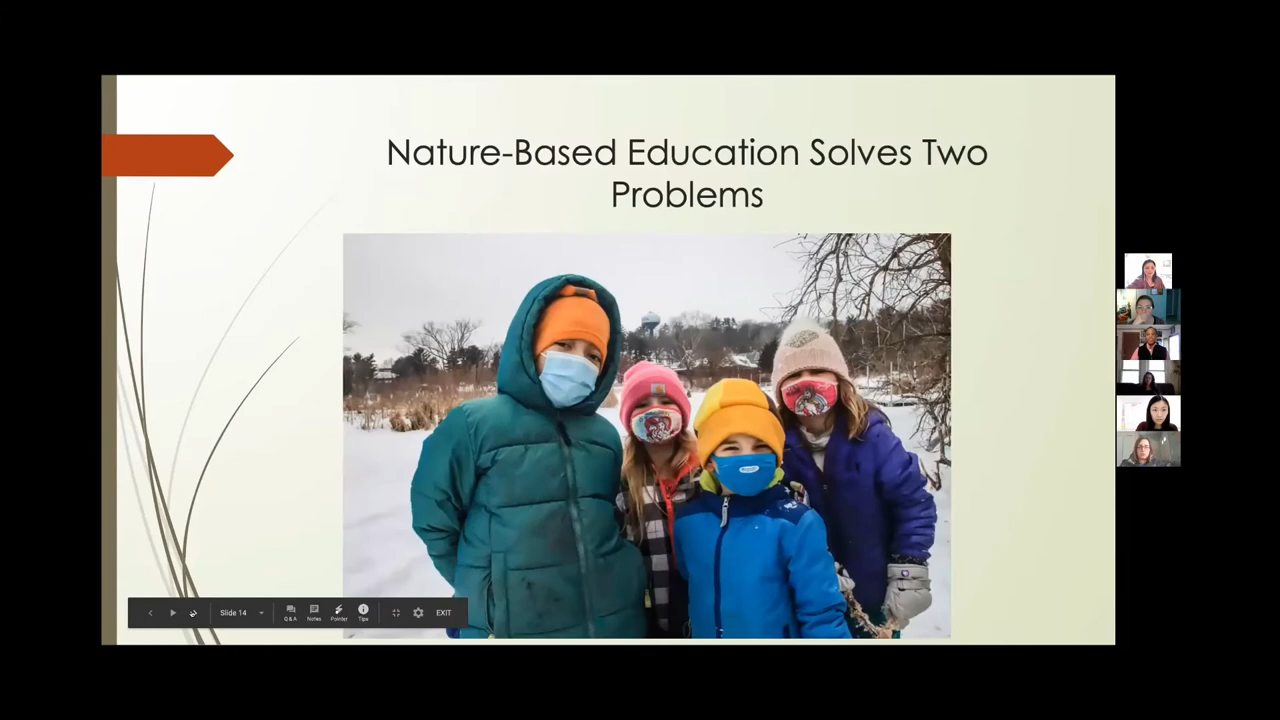 Nature-Based Education Solves Two
Problems
Slide 14
Q & A
Notes
Pointer
Tips
EXIT